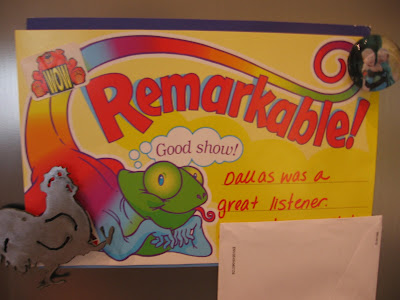 WOW
Remarkable!
Good show!
Dallas was a
great listener.